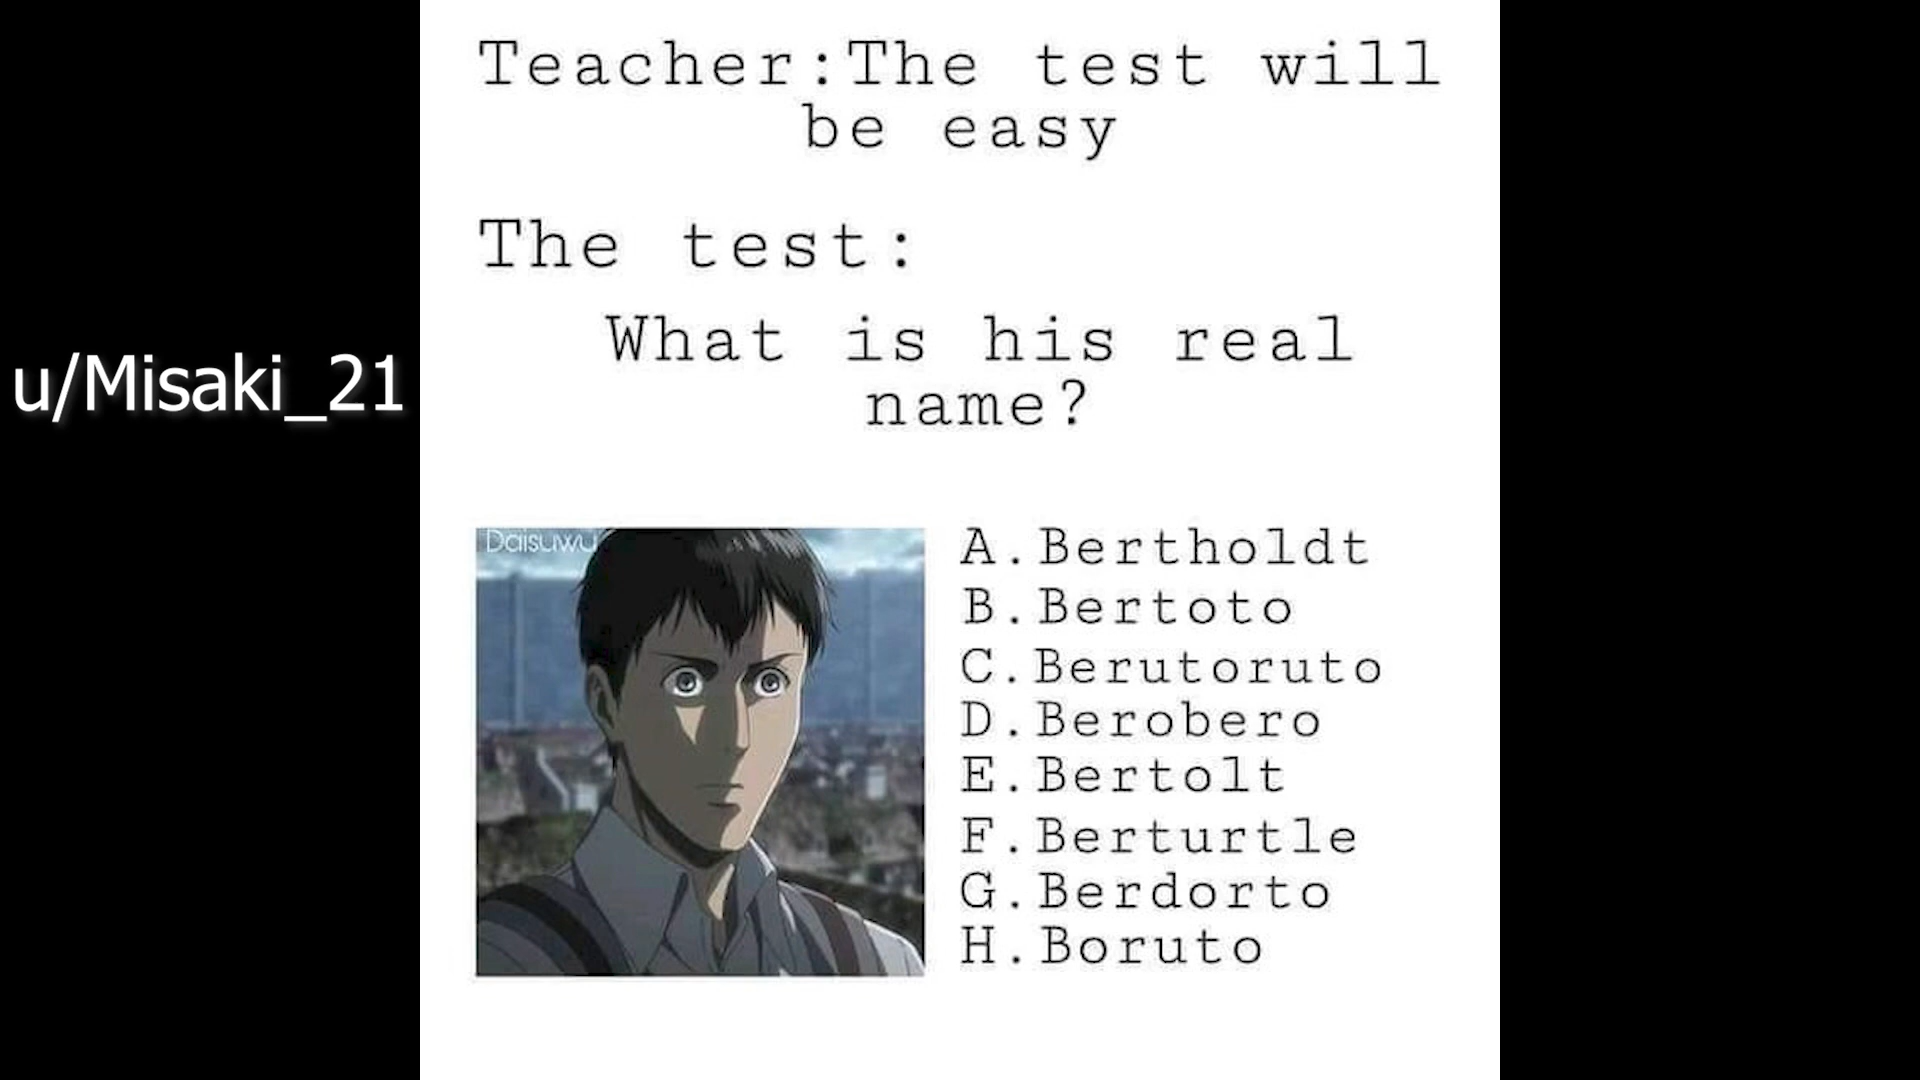 Teacher:The test will
be easy
The test:
What is his real
name?
u/Misaki_21
Daisuwu
A.Bertholdt
B.Bertoto
C.Berutoruto
D.Berobero
E.Bertolt
F.Berturtle
G.Berdorto
H.Boruto